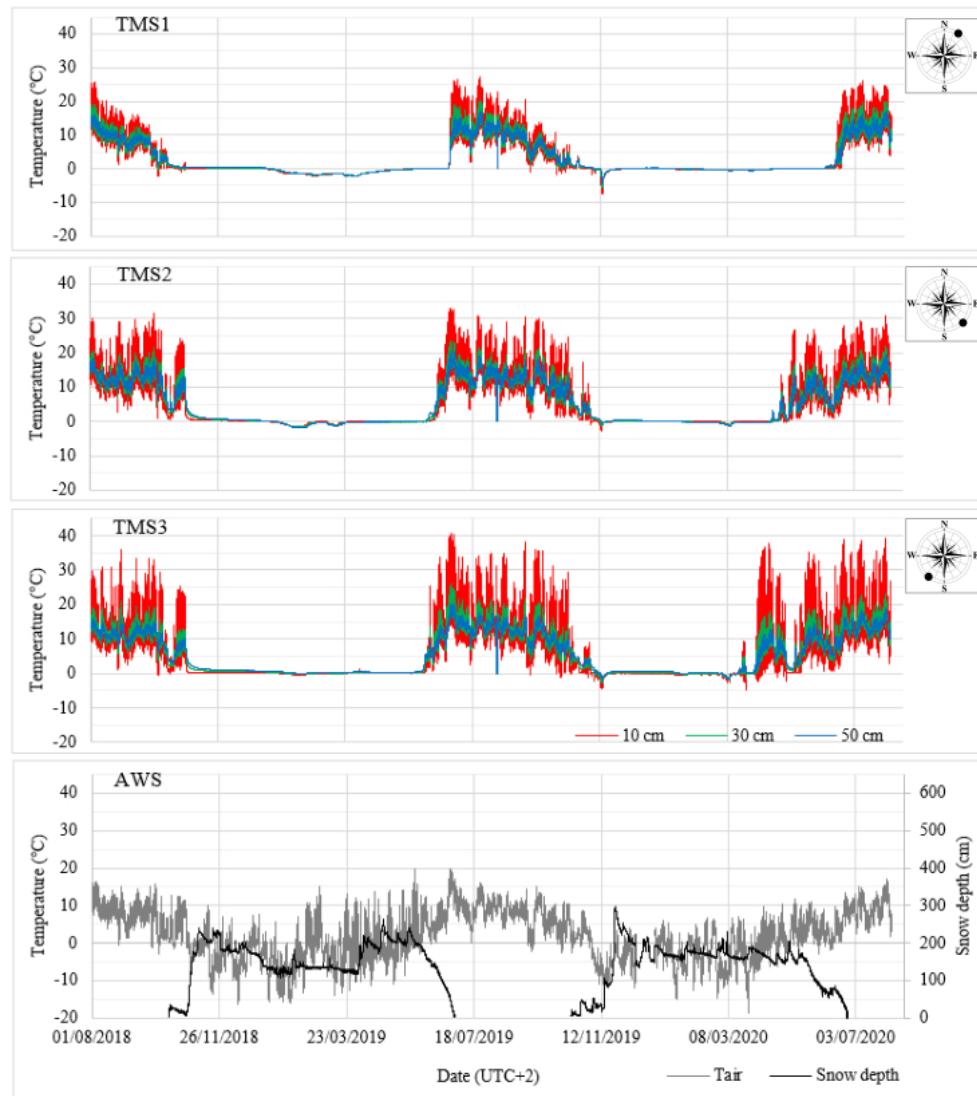 TMS1
Temperature (°C)
40
30
20
10
0
-10
-20
N
W
E
S
TMS2
Temperature (°C)
40
30
20
10
0
-10
-20
N
W
E
S
TMS3
Temperature (°C)
40
30
20
10
0
-10
-20
N
W
E
S
10 cm 30 cm 50 cm
AWS
Temperature (°C)
40
30
20
10
0
-10
-20
600
500
400
300
200
100
0
Snow depth (cm)
01/08/2018 26/11/2018 23/03/2019 18/07/2019 12/11/2019 08/03/2020 03/07/2020
Date (UTC+2)
Tair Snow depth